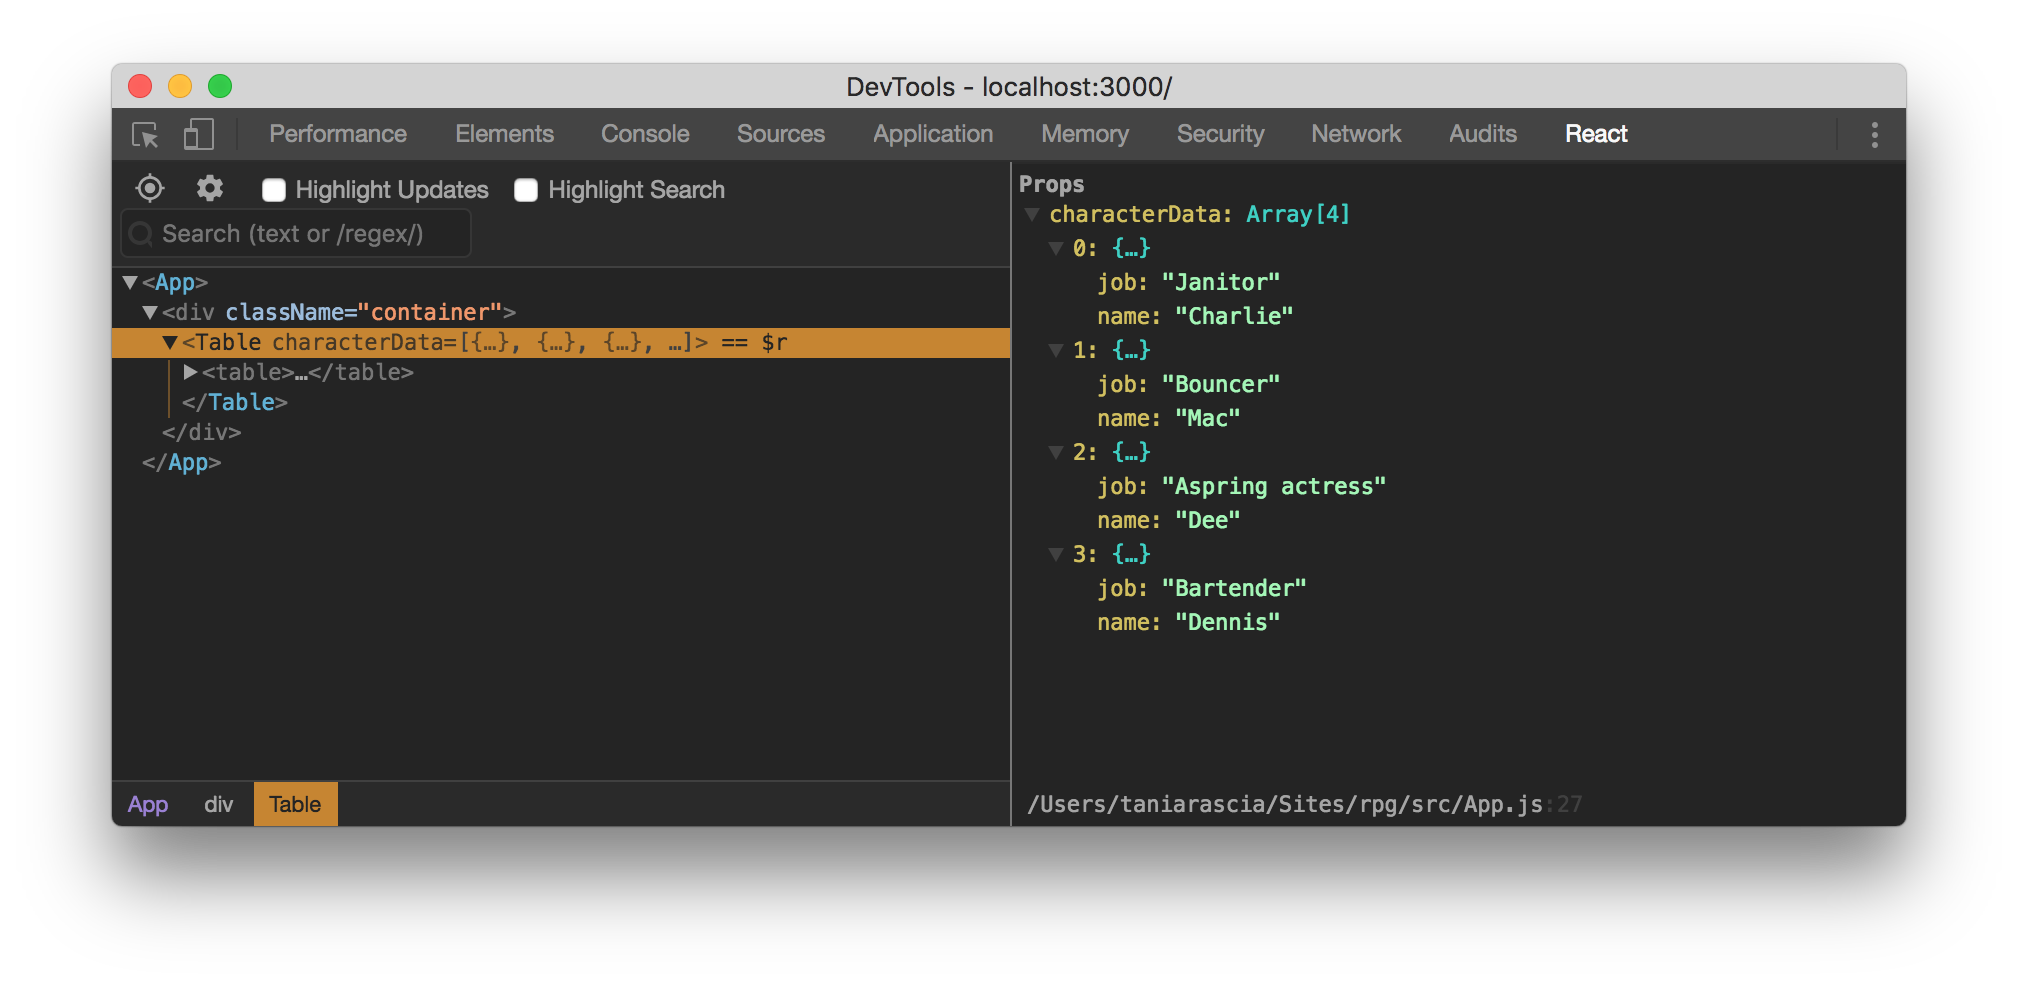 DevTools - localhost:3000/
Performance Elements Console Sources Application Memory Security Network Audits React
Highlight Updates Highlight Search
Search (text or /regex/)
<App>
<div className="container">
<Table characterData=[{…}, {…}, {…}, …]> == $r
<table>…</table>
</Table>
</div>
</App>
App div Table
Props
characterData: Array[4]
0: {…}
job: "Janitor"
name: "Charlie"
1: {…}
job: "Bouncer"
name: "Mac"
2: {…}
job: "Aspring actress"
name: "Dee"
3: {…}
job: "Bartender"
name: "Dennis"
/Users/taniarascia/Sites/rpg/src/App.js:27